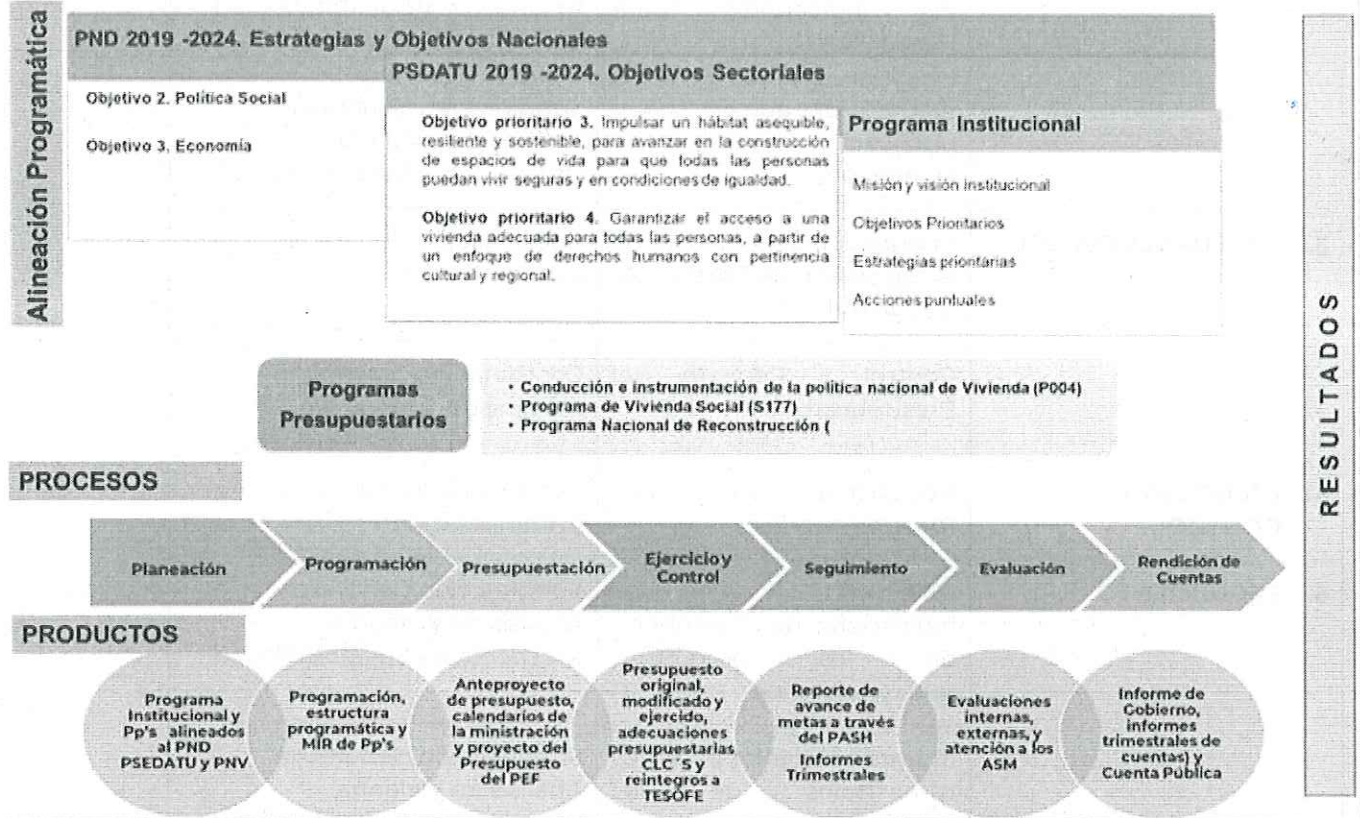 Alineación Programática
PND 2019 -2024. Estrategias y Objetivos Nacionales
Objetivo 2. Política Social
Objetivo 3. Economía
PSDATU 2019 -2024. Objetivos Sectoriales
Objetivo prioritario 3. Impulsar un hábitat asequible,
resiliente y sostenible, para avanzar en la construcción
de espacios de vida para que todas las personas
puedan vivir seguras y en condiciones de igualdad.
Objetivo prioritario 4. Garantizar el acceso a una
vivienda adecuada para todas las personas, a partir de
un enfoque de derechos humanos con pertinencia
cultural y regional.
Programa Institucional
Misión y visión institucional
Objetivos Prioritarios
Estrategias prioritarias
Acciones puntuales
RESULTADOS
Programas
Presupuestarios
• Conducción e instrumentación de la política nacional de Vivienda (P004)
• Programa de Vivienda Social (S177)
• Programa Nacional de Reconstrucción (
PROCESOS
Planeación
Programación
Presupuestación
Ejercicio y
Control
Seguimiento
Evaluación
Rendición de
Cuentas
PRODUCTOS
Programa
Institucional y
Pp's alineados
al PND
PSEDATU y PNV
Programación,
estructura
programática y
MIR de Pp's
Anteproyecto
de presupuesto,
calendarios de
la ministración
y proyecto del
Presupuesto
del PEF
Presupuesto
original,
modificado y
ejercido,
adecuaciones
presupuestarias
CLC´S y
reintegros a
TESOFE
Reporte de
avance de
metas a través
del PASH
Informes
Trimestrales
Evaluaciones
internas,
externas, y
atención a los
ASM
Informe de
Gobierno,
informes
trimestrales de
cuentas) y
Cuenta Pública